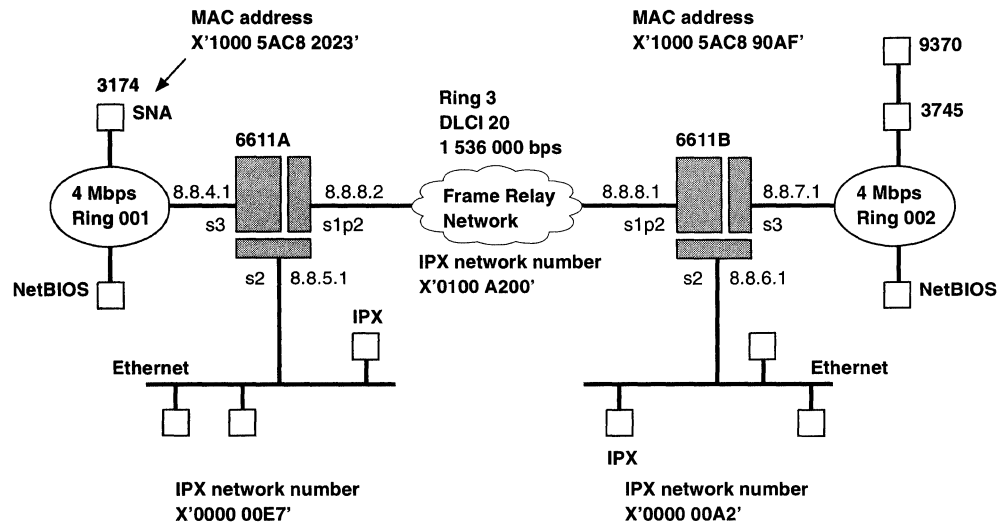 MAC address
X'1000 5AC8 2023'
MAC address
X'1000 5AC8 90AF'
9370
3174
SNA
3745
Ring 3
DLCI 20
1 536 000 bps
6611A
6611B
4 Mbps
Ring 001
8.8.4.1
s3
8.8.8.2
s1p2
Frame Relay
Network
8.8.8.1
s1p2
8.8.7.1
s3
4 Mbps
Ring 002
IPX network number
X'0100 A200'
s2
8.8.5.1
s2
8.8.6.1
NetBIOS
NetBIOS
IPX
Ethernet
Ethernet
IPX
IPX network number
X'0000 00E7'
IPX network number
X'0000 00A2'